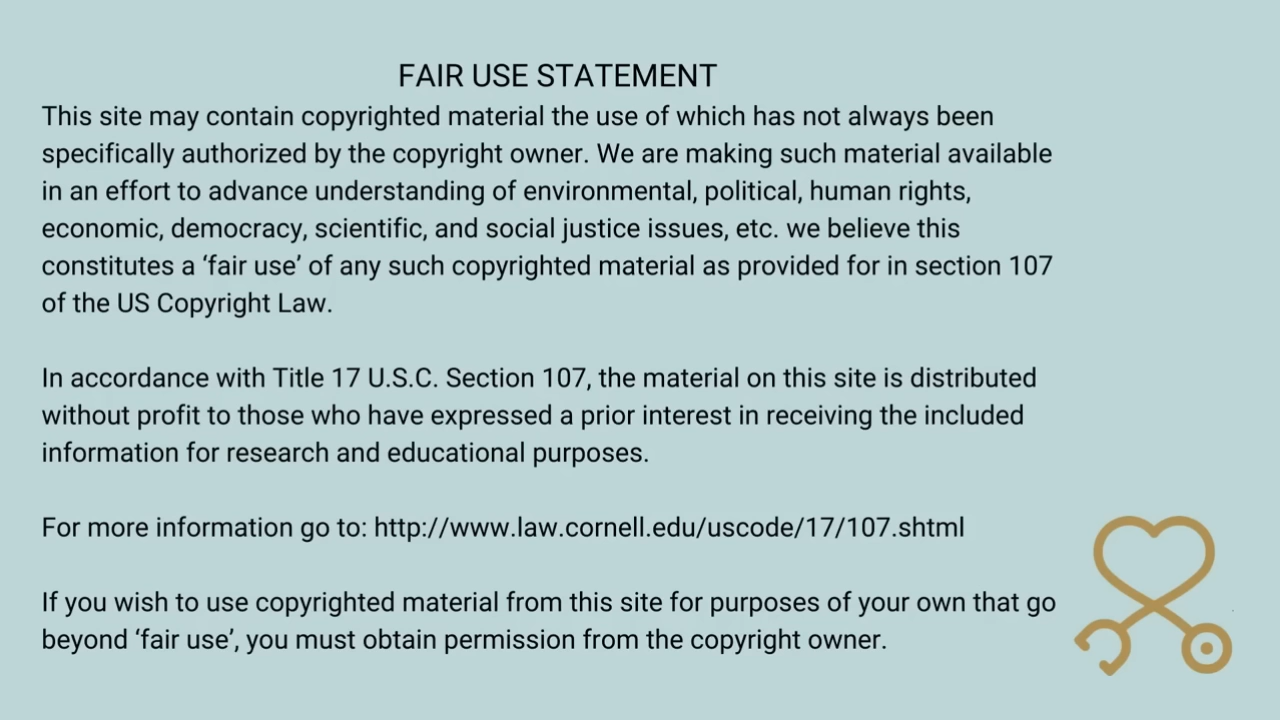 FAIR USE STATEMENT
This site may contain copyrighted material the use of which has not always been
specifically authorized by the copyright owner. We are making such material available
in an effort to advance understanding of environmental, political, human rights,
economic, democracy, scientific, and social justice issues, etc. we believe this
constitutes a ‘fair use’ of any such copyrighted material as provided for in section 107
of the US Copyright Law.
In accordance with Title 17 U.S.C. Section 107, the material on this site is distributed
without profit to those who have expressed a prior interest in receiving the included
information for research and educational purposes.
For more information go to: http://www.law.cornell.edu/uscode/17/107.shtml
If you wish to use copyrighted material from this site for purposes of your own that go
beyond ‘fair use’, you must obtain permission from the copyright owner.